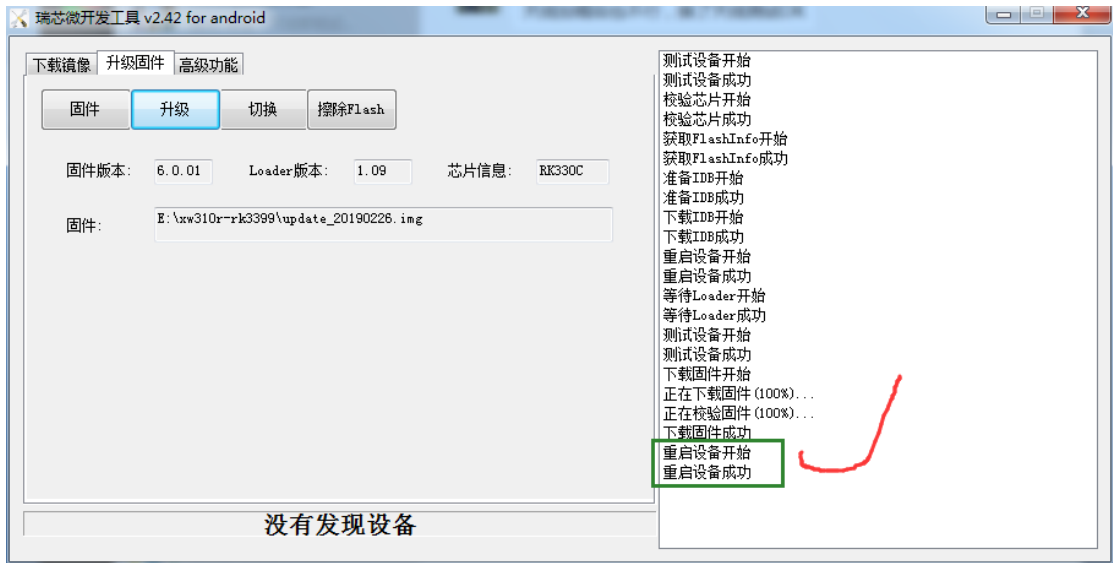 瑞芯微开发工具 v2.42 for android
下载镜像 升级固件 高级功能
固件 升级 切换 擦除Flash
固件版本: 6.0.01 Loader版本: 1.09 芯片信息: RK330C
固件: E:\xw310r-rk3399\update_20190226.img
没有发现设备
测试设备开始
测试设备成功
校验芯片开始
校验芯片成功
获取FlashInfo开始
获取FlashInfo成功
准备IDB开始
准备IDB成功
下载IDB开始
下载IDB成功
重启设备开始
重启设备成功
等待Loader开始
等待Loader成功
测试设备开始
测试设备成功
下载固件开始
正在下载固件(100%)...
正在校验固件(100%)...
下载固件成功
重启设备开始
重启设备成功